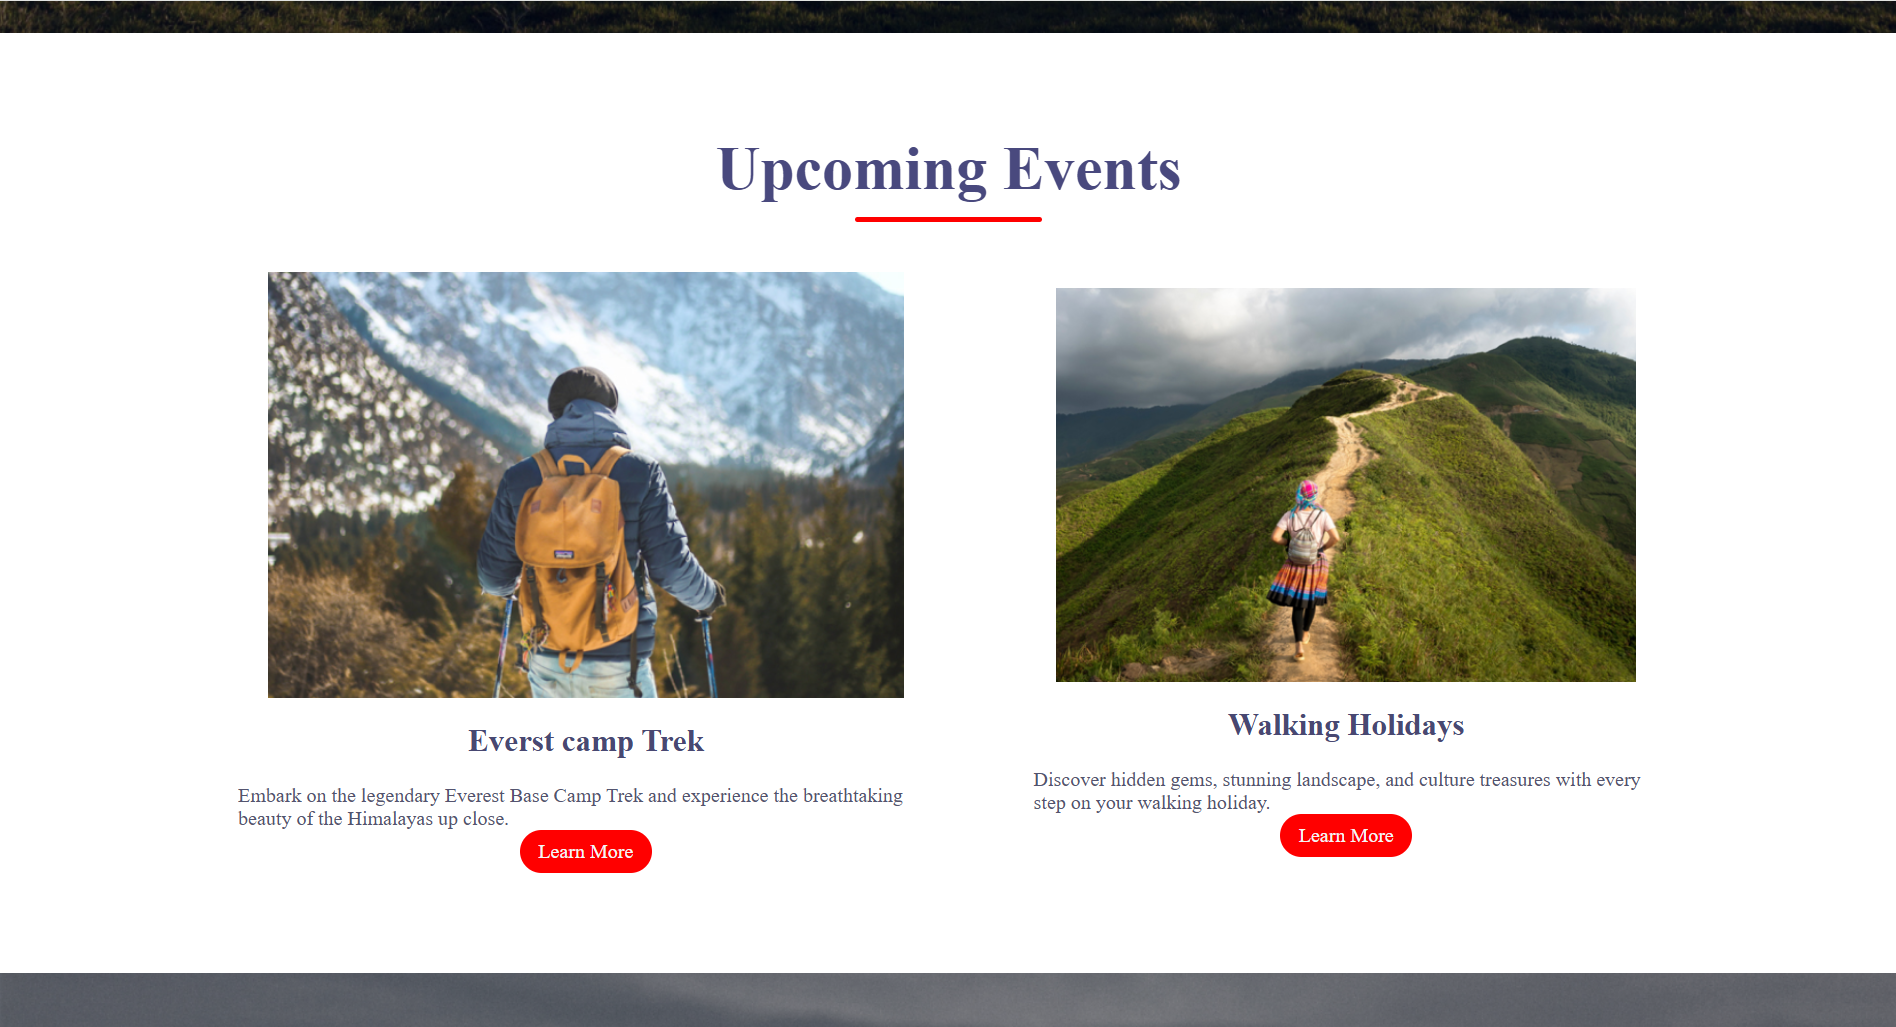 Upcoming Events
Everst camp Trek
Embark on the legendary Everest Base Camp Trek and experience the breathtaking
beauty of the Himalayas up close.
Learn More
Walking Holidays
Discover hidden gems, stunning landscape, and culture treasures with every
step on your walking holiday.
Learn More